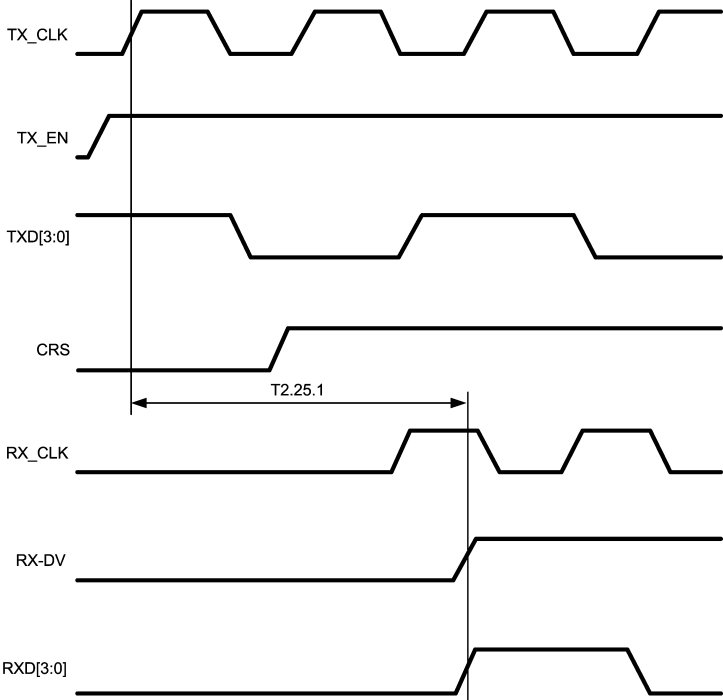 TX_CLK
TX_EN
TXD[3:0]
CRS
T2.25.1
RX_CLK
RX-DV
RXD[3:0]